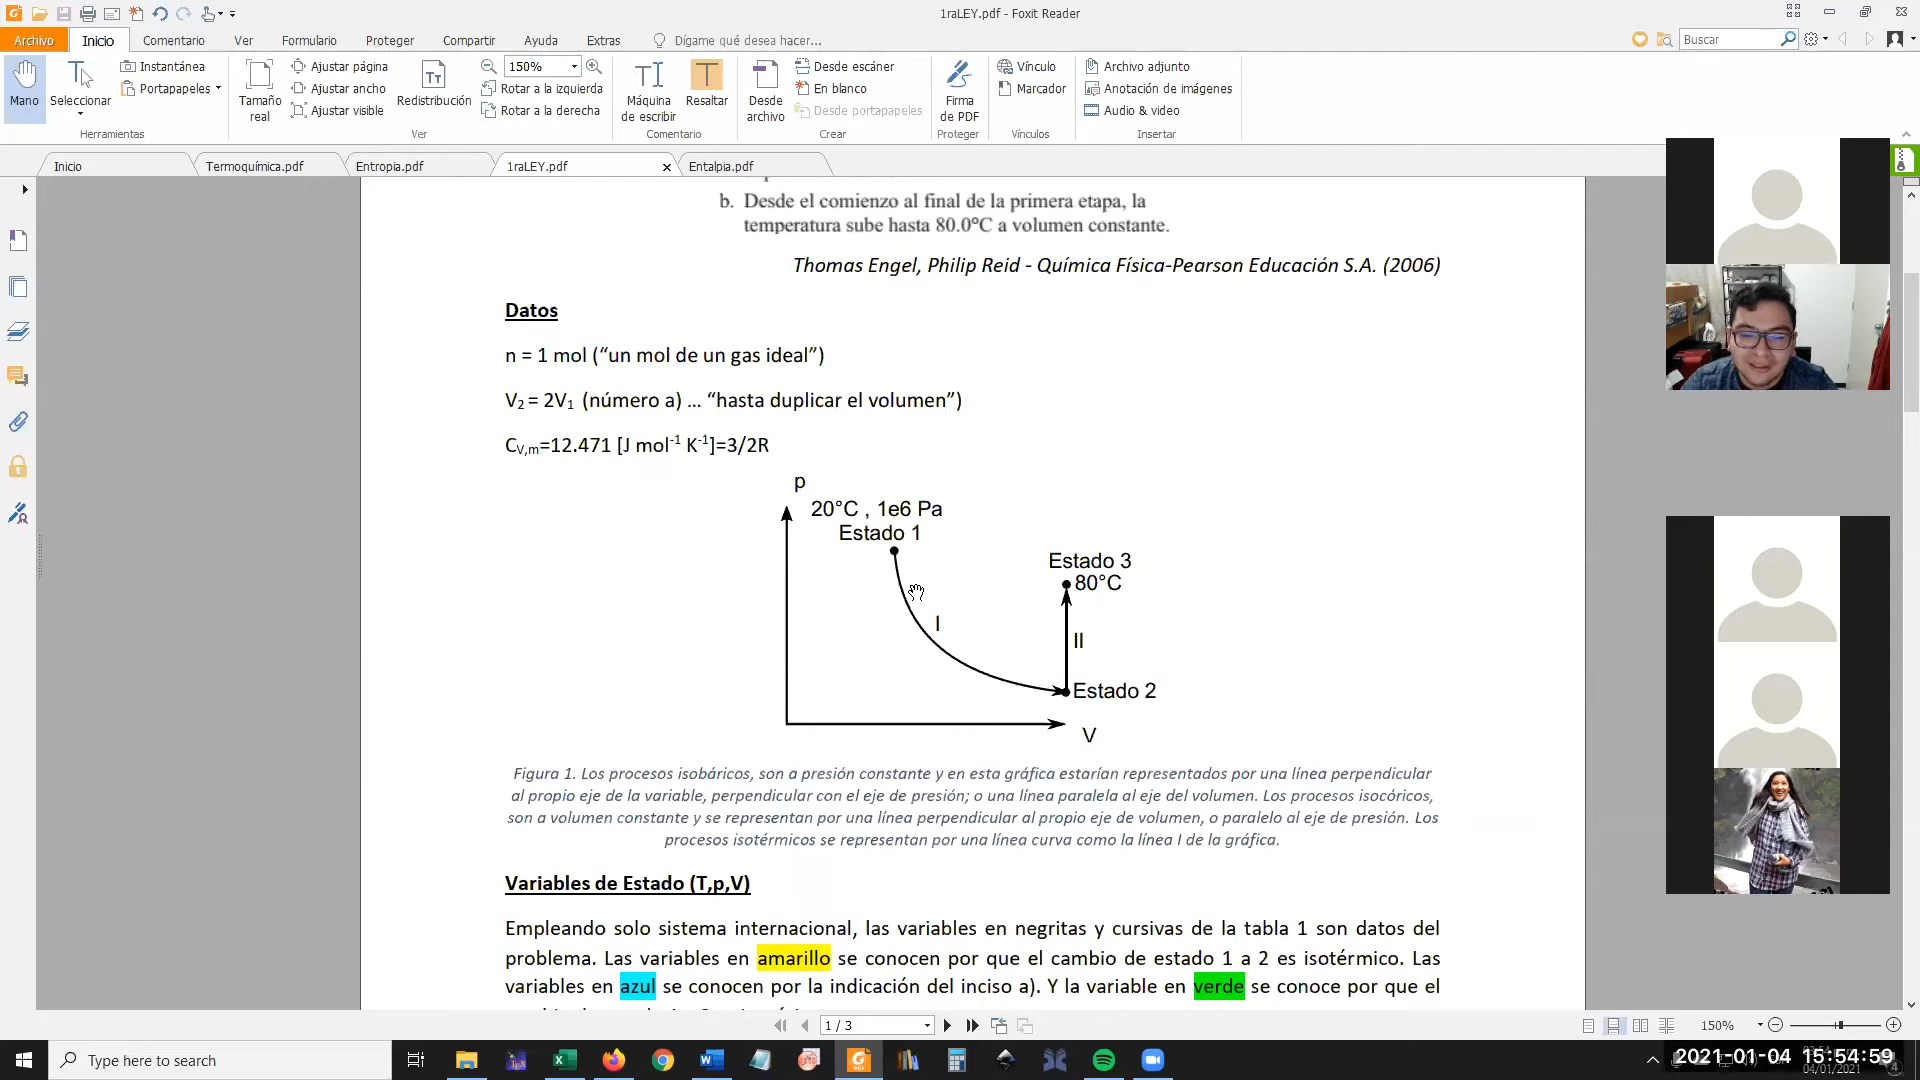 1raLEY.pdf - Foxit Reader
Archivo Inicio Comentario Ver Formulario Proteger Compartir Ayuda Extras Dígame qué desea hacer... Buscar
Mano
Seleccionar
Instantánea
Portapapeles
Herramientas
Tamaño real
Ajustar página
Ajustar ancho
Ajustar visible
Redistribución
150%
Rotar a la izquierda
Rotar a la derecha
Ver
Máquina de escribir
Resaltar
Comentario
Desde archivo
Desde escáner
En blanco
Desde portapapeles
Crear
Firma de PDF
Proteger
Vínculo
Marcador
Vínculos
Archivo adjunto
Anotación de imágenes
Audio & video
Insertar
Inicio Termoquímica.pdf Entropia.pdf 1raLEY.pdf Entalpia.pdf
b. Desde el comienzo al final de la primera etapa, la
temperatura sube hasta 80.0°C a volumen constante.
Thomas Engel, Philip Reid - Química Física-Pearson Educación S.A. (2006)
Datos
n = 1 mol (“un mol de un gas ideal”)
V2 = 2V1 (número a) ... “hasta duplicar el volumen”)
CV,m=12.471 [J mol-1 K-1]=3/2R
p
20°C , 1e6 Pa
Estado 1
Estado 3
80°C
I
II
Estado 2
V
Figura 1. Los procesos isobáricos, son a presión constante y en esta gráfica estarían representados por una línea perpendicular
al propio eje de la variable, perpendicular con el eje de presión; o una línea paralela al eje del volumen. Los procesos isocóricos,
son a volumen constante y se representan por una línea perpendicular al propio eje de volumen, o paralelo al eje de presión. Los
procesos isotérmicos se representan por una línea curva como la línea I de la gráfica.
Variables de Estado (T,p,V)
Empleando solo sistema internacional, las variables en negritas y cursivas de la tabla 1 son datos del
problema. Las variables en amarillo se conocen por que el cambio de estado 1 a 2 es isotérmico. Las
variables en azul se conocen por la indicación del inciso a). Y la variable en verde se conoce por que el
1 / 3
150%
Type here to search
2021-01-04 15:54:59